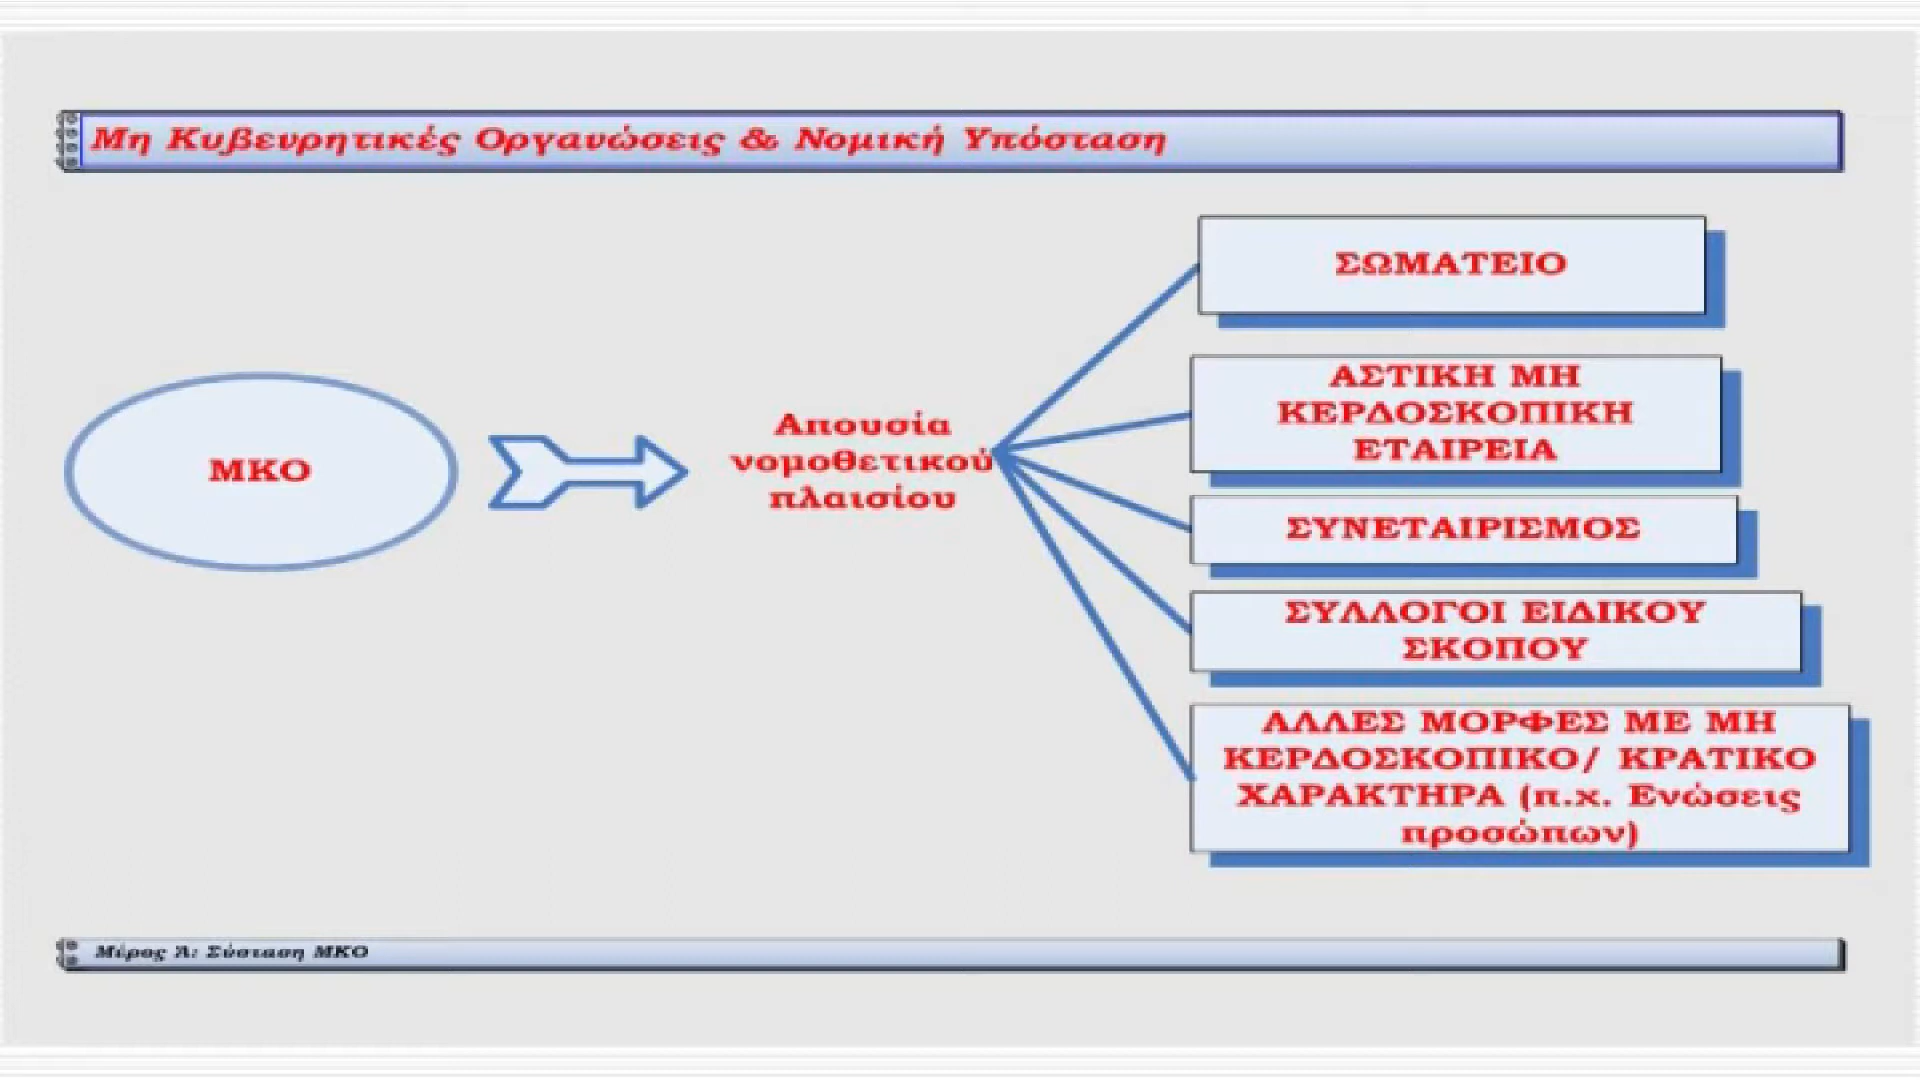 Μη Κυβερνητικές Οργανώσεις & Νομική Υπόσταση
ΜΚΟ
Απουσία
νομοθετικού
πλαισίου
ΣΩΜΑΤΕΙΟ
ΑΣΤΙΚΗ ΜΗ
ΚΕΡΔΟΣΚΟΠΙΚΗ
ΕΤΑΙΡΕΙΑ
ΣΥΝΕΤΑΙΡΙΣΜΟΣ
ΣΥΛΛΟΓΟΙ ΕΙΔΙΚΟΥ
ΣΚΟΠΟΥ
ΑΛΛΕΣ ΜΟΡΦΕΣ ΜΕ ΜΗ
ΚΕΡΔΟΣΚΟΠΙΚΟ/ ΚΡΑΤΙΚΟ
ΧΑΡΑΚΤΗΡΑ (π.χ. Ενώσεις
προσώπων)
Μέρος Ά: Σύσταση ΜΚΟ